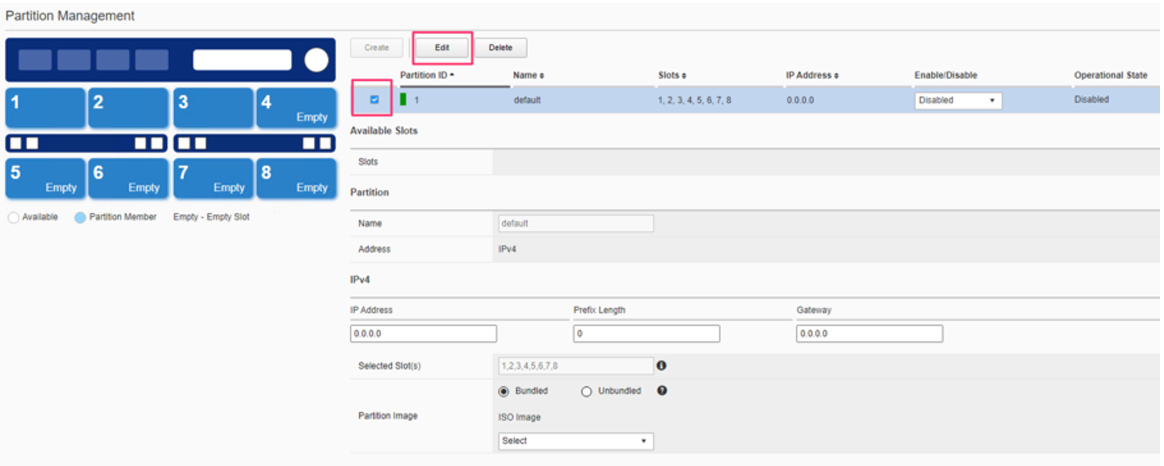 Partition Management
Create Edit Delete
Partition ID Name Slots IP Address Enable/Disable Operational State
1 default 1, 2, 3, 4, 5, 6, 7, 8 0.0.0.0 Disabled Disabled
1 2 3 4 Empty
5 Empty 6 Empty 7 Empty 8 Empty
Available Partition Member Empty - Empty Slot
Available Slots
Slots
Partition
Name default
Address IPv4
IPv4
IP Address Prefix Length Gateway
0.0.0.0 0 0.0.0.0
Selected Slot(s) 1,2,3,4,5,6,7,8
Bundled Unbundled
Partition Image ISO Image
Select